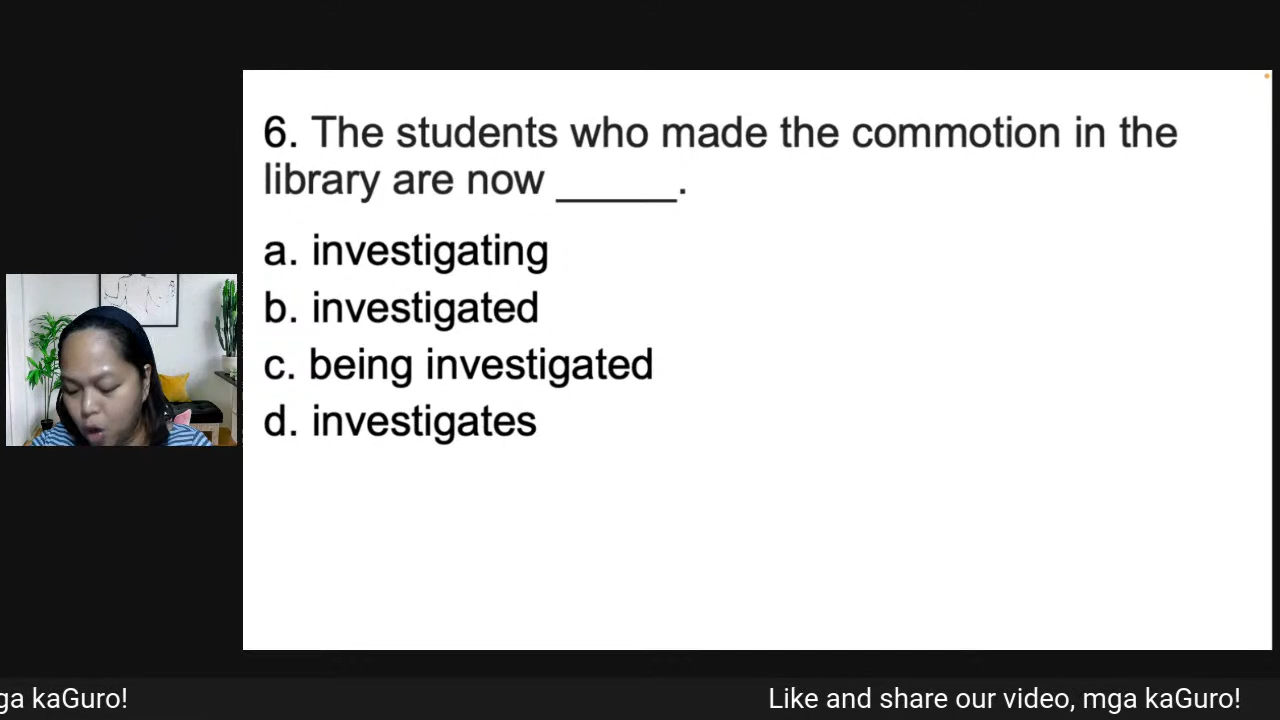 6. The students who made the commotion in the
library are now ______.
a. investigating
b. investigated
c. being investigated
d. investigates
ga kaGuro!
Like and share our video, mga kaGuro!